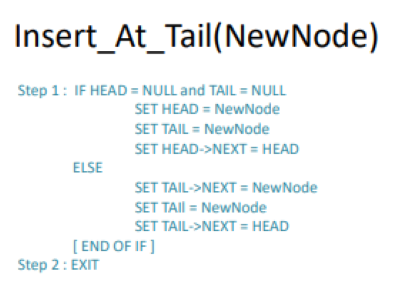 Insert_At_Tail(NewNode)
Step 1 : IF HEAD = NULL and TAIL = NULL
SET HEAD = NewNode
SET TAIL = NewNode
SET HEAD->NEXT = HEAD
ELSE
SET TAIL->NEXT = NewNode
SET TAIl = NewNode
SET TAIL->NEXT = HEAD
[ END OF IF ]
Step 2 : EXIT